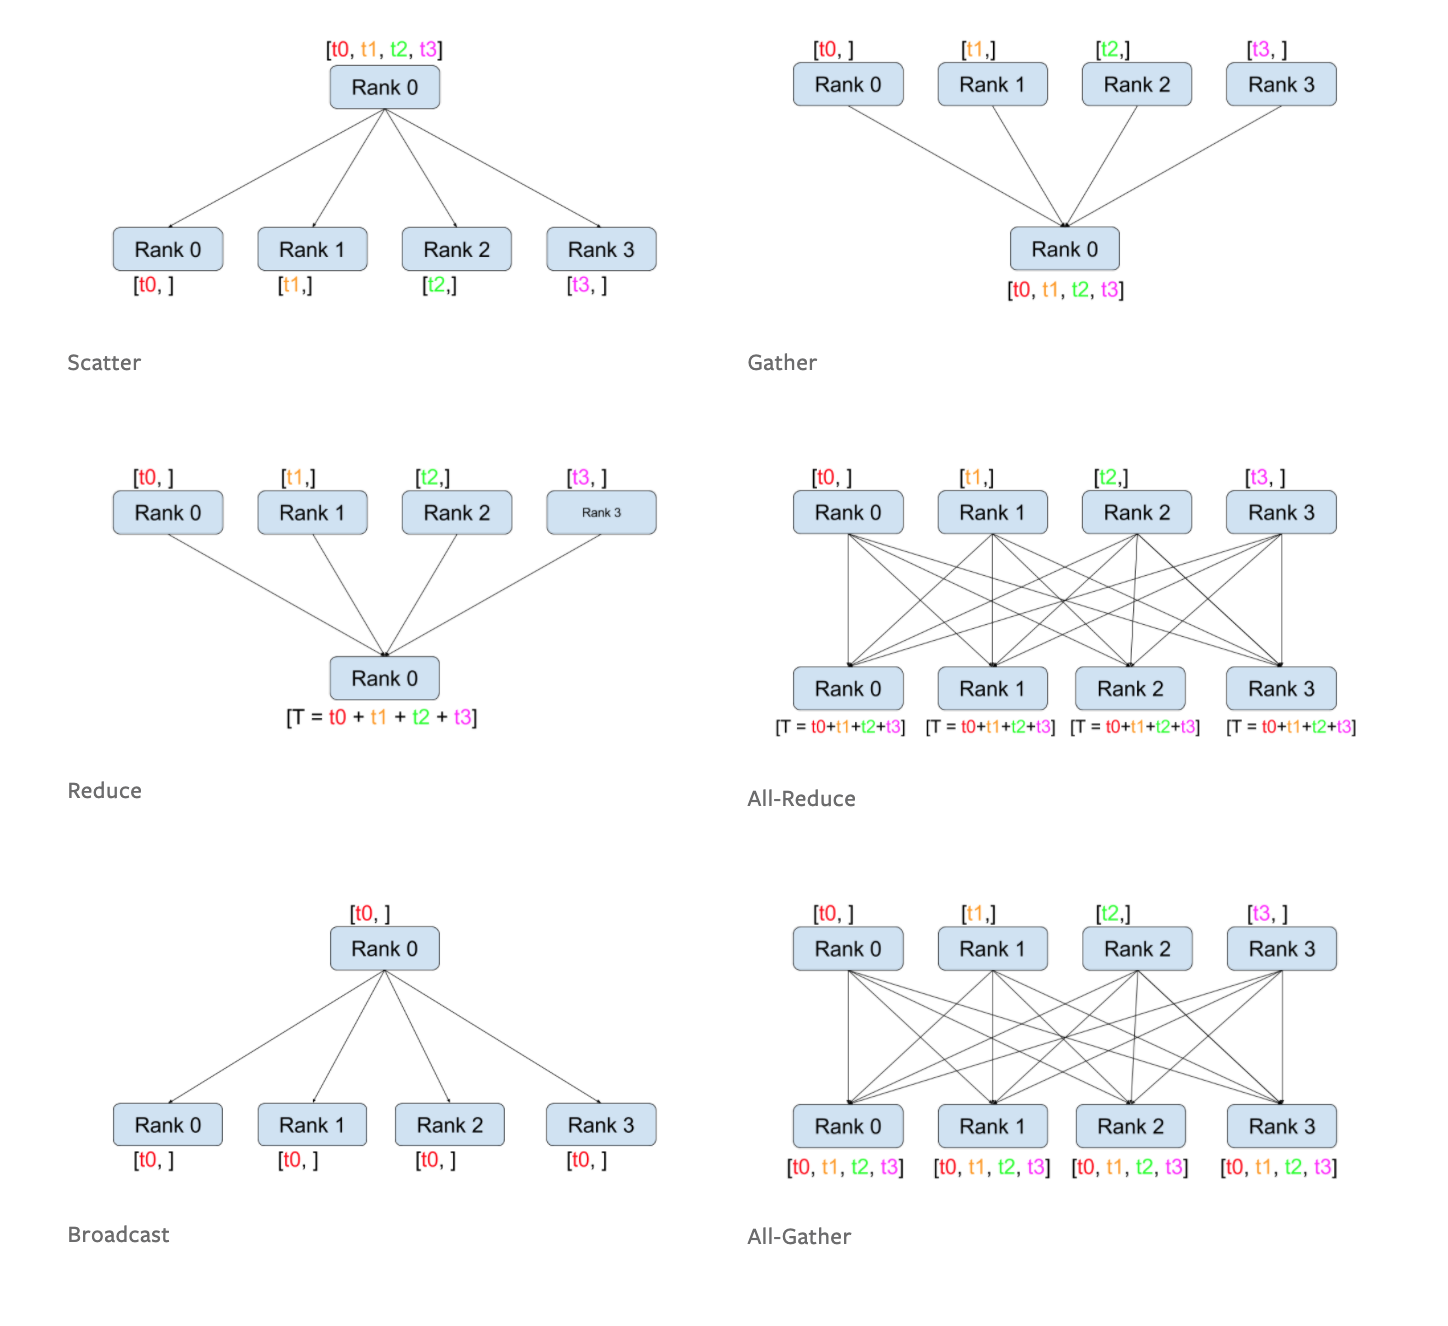 [t0, t1, t2, t3]
Rank 0
Rank 0 Rank 1 Rank 2 Rank 3
[t0, ] [t1,] [t2,] [t3, ]
Scatter
[t0, ] [t1,] [t2,] [t3, ]
Rank 0 Rank 1 Rank 2 Rank 3
Rank 0
[t0, t1, t2, t3]
Gather
[t0, ] [t1,] [t2,] [t3, ]
Rank 0 Rank 1 Rank 2 Rank 3
Rank 0
[T = t0 + t1 + t2 + t3]
Reduce
[t0, ] [t1,] [t2,] [t3, ]
Rank 0 Rank 1 Rank 2 Rank 3
Rank 0 Rank 1 Rank 2 Rank 3
[T = t0+t1+t2+t3] [T = t0+t1+t2+t3] [T = t0+t1+t2+t3] [T = t0+t1+t2+t3]
All-Reduce
[t0, ]
Rank 0
Rank 0 Rank 1 Rank 2 Rank 3
[t0, ] [t0, ] [t0, ] [t0, ]
Broadcast
[t0, ] [t1,] [t2,] [t3, ]
Rank 0 Rank 1 Rank 2 Rank 3
Rank 0 Rank 1 Rank 2 Rank 3
[t0, t1, t2, t3] [t0, t1, t2, t3] [t0, t1, t2, t3] [t0, t1, t2, t3]
All-Gather